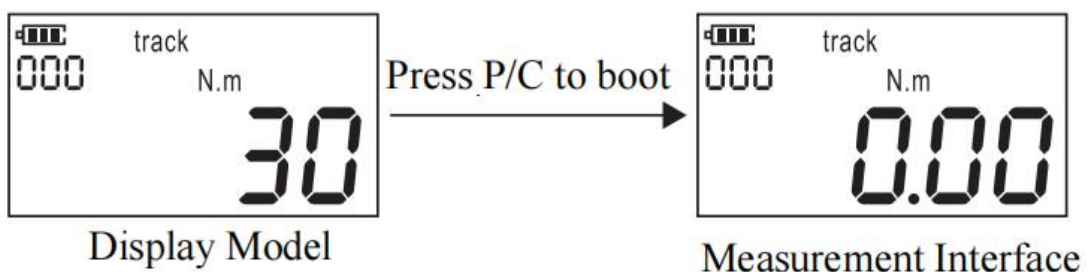 track
000
N.m
30
Display Model
Press P/C to boot
track
000
N.m
0.00
Measurement Interface